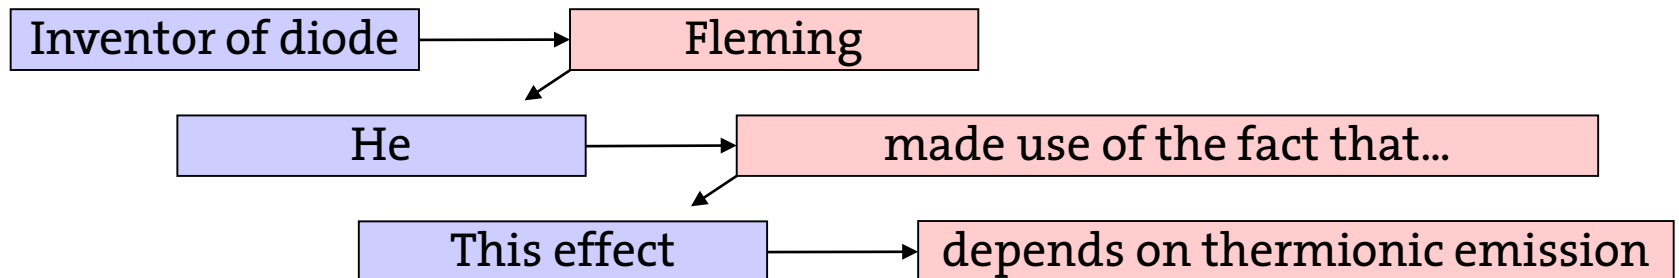 Inventor of diode Fleming
He made use of the fact that...
This effect depends on thermionic emission